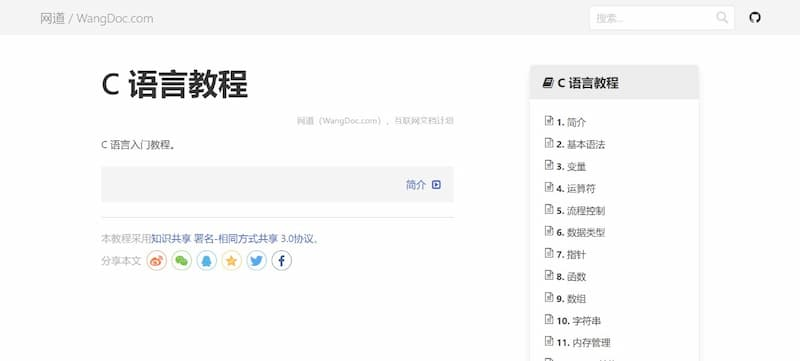 网道 / WangDoc.com
搜索...
C 语言教程
网道（WangDoc.com），互联网文档计划
C 语言入门教程。
简介
本教程采用知识共享 署名-相同方式共享 3.0协议。
分享本文
C 语言教程
1. 简介
2. 基本语法
3. 变量
4. 运算符
5. 流程控制
6. 数据类型
7. 指针
8. 函数
9. 数组
10. 字符串
11. 内存管理